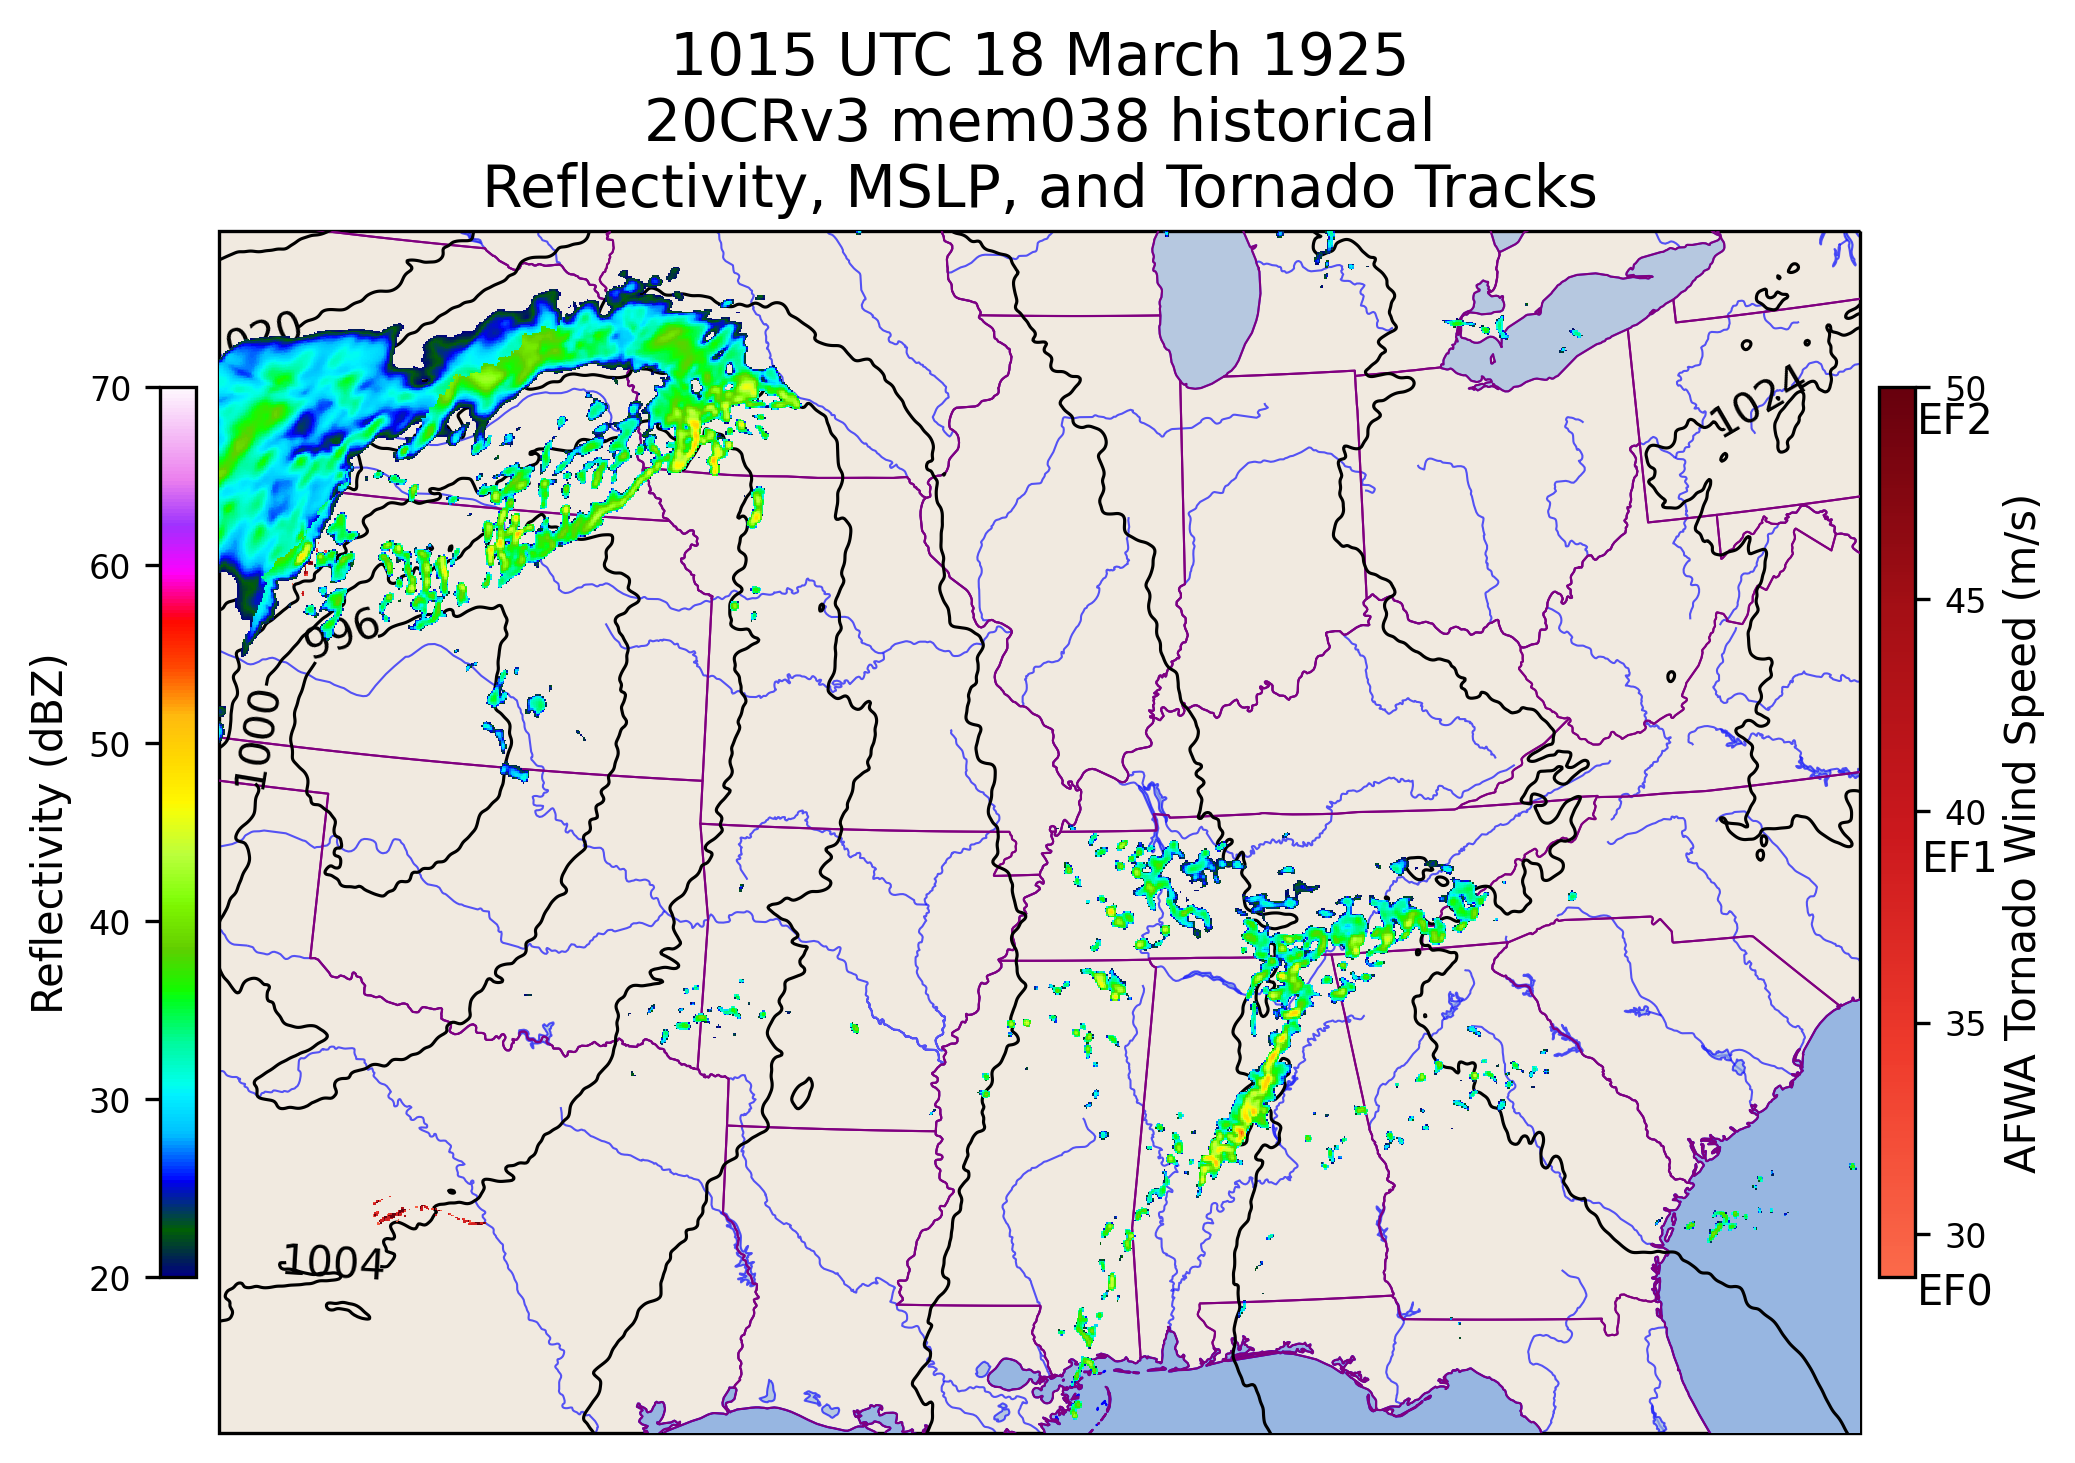 1015 UTC 18 March 1925
20CRv3 mem038 historical
Reflectivity, MSLP, and Tornado Tracks
70
60
50
40
30
20
Reflectivity (dBZ)
020
1024
996
1000
1004
50
EF2
45
40
EF1
35
30
EF0
AFWA Tornado Wind Speed (m/s)